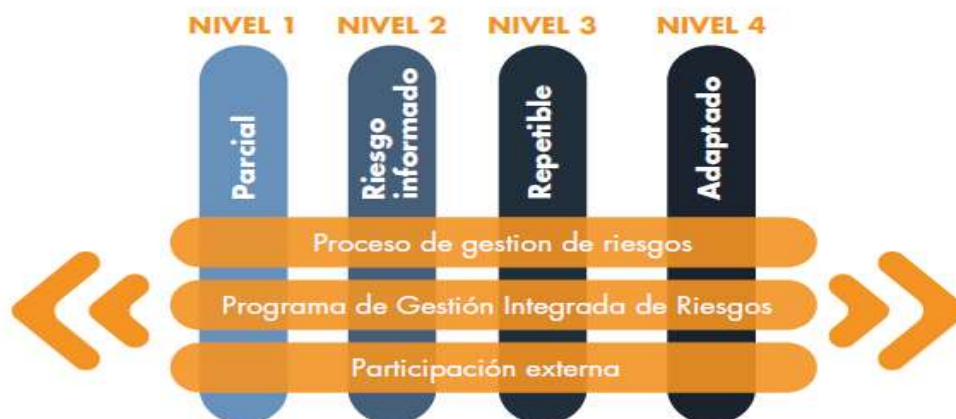 NIVEL 1
NIVEL 2
NIVEL 3
NIVEL 4
Parcial
Riesgo
informado
Repetible
Adaptado
Proceso de gestion de riesgos
Programa de Gestión Integrada de Riesgos
Participación externa